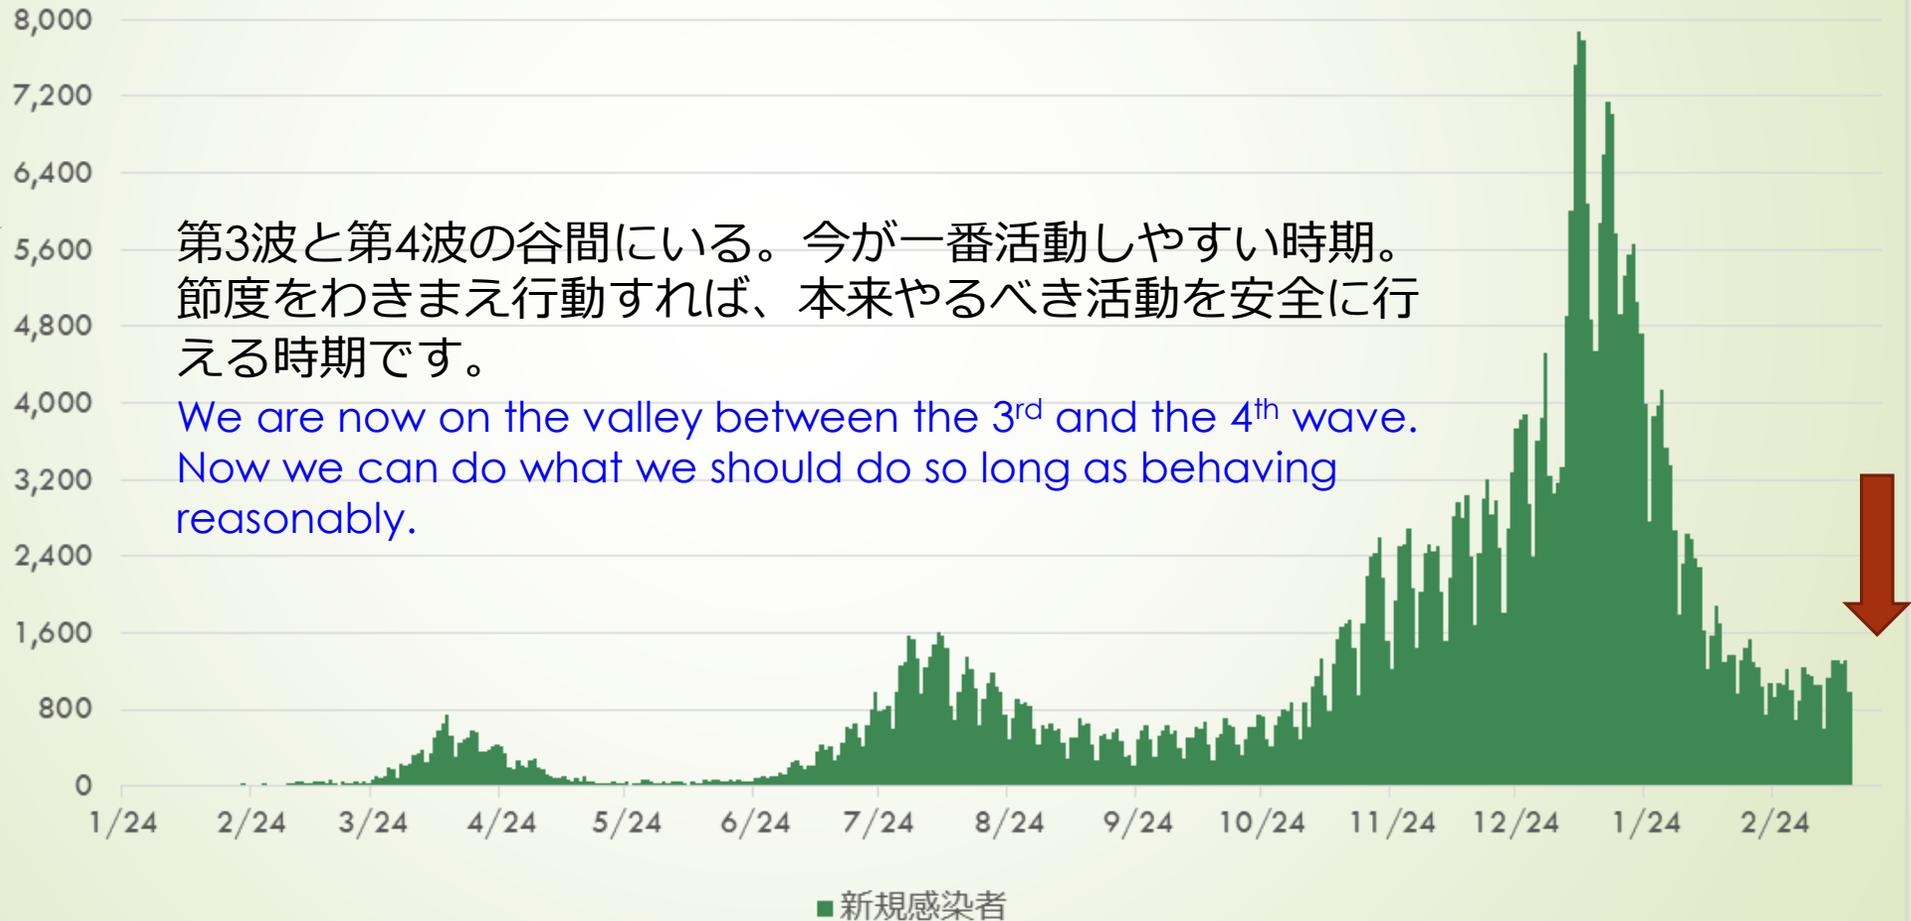 8,000
7,200
6,400
5,600
4,800
4,000
3,200
2,400
1,600
800
0
第3波と第4波の谷間にいる。今が一番活動しやすい時期。
節度をわきまえ行動すれば、本来やるべき活動を安全に行
える時期です。
We are now on the valley between the 3rd and the 4th wave.
Now we can do what we should do so long as behaving
reasonably.
1/24 2/24 3/24 4/24 5/24 6/24 7/24 8/24 9/24 10/24 11/24 12/24 1/24 2/24
新規感染者